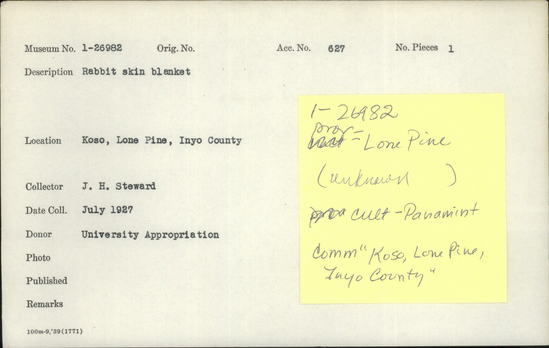 Museum No. 1-26982 Orig. No. Acc. No. 627 No. Pieces 1
Description Rabbit skin blanket
Location Koso, Lone Pine, Inyo County
Collector J. H. Steward
Date Coll. July 1927
Donor University Appropriation
Photo
Published
Remarks
100m-9,'39(1771)
1-26982
prov-
= Lone Pine
(unknown )
cult-Panamint
Comm "Koso, Lone Pine,
Inyo County"